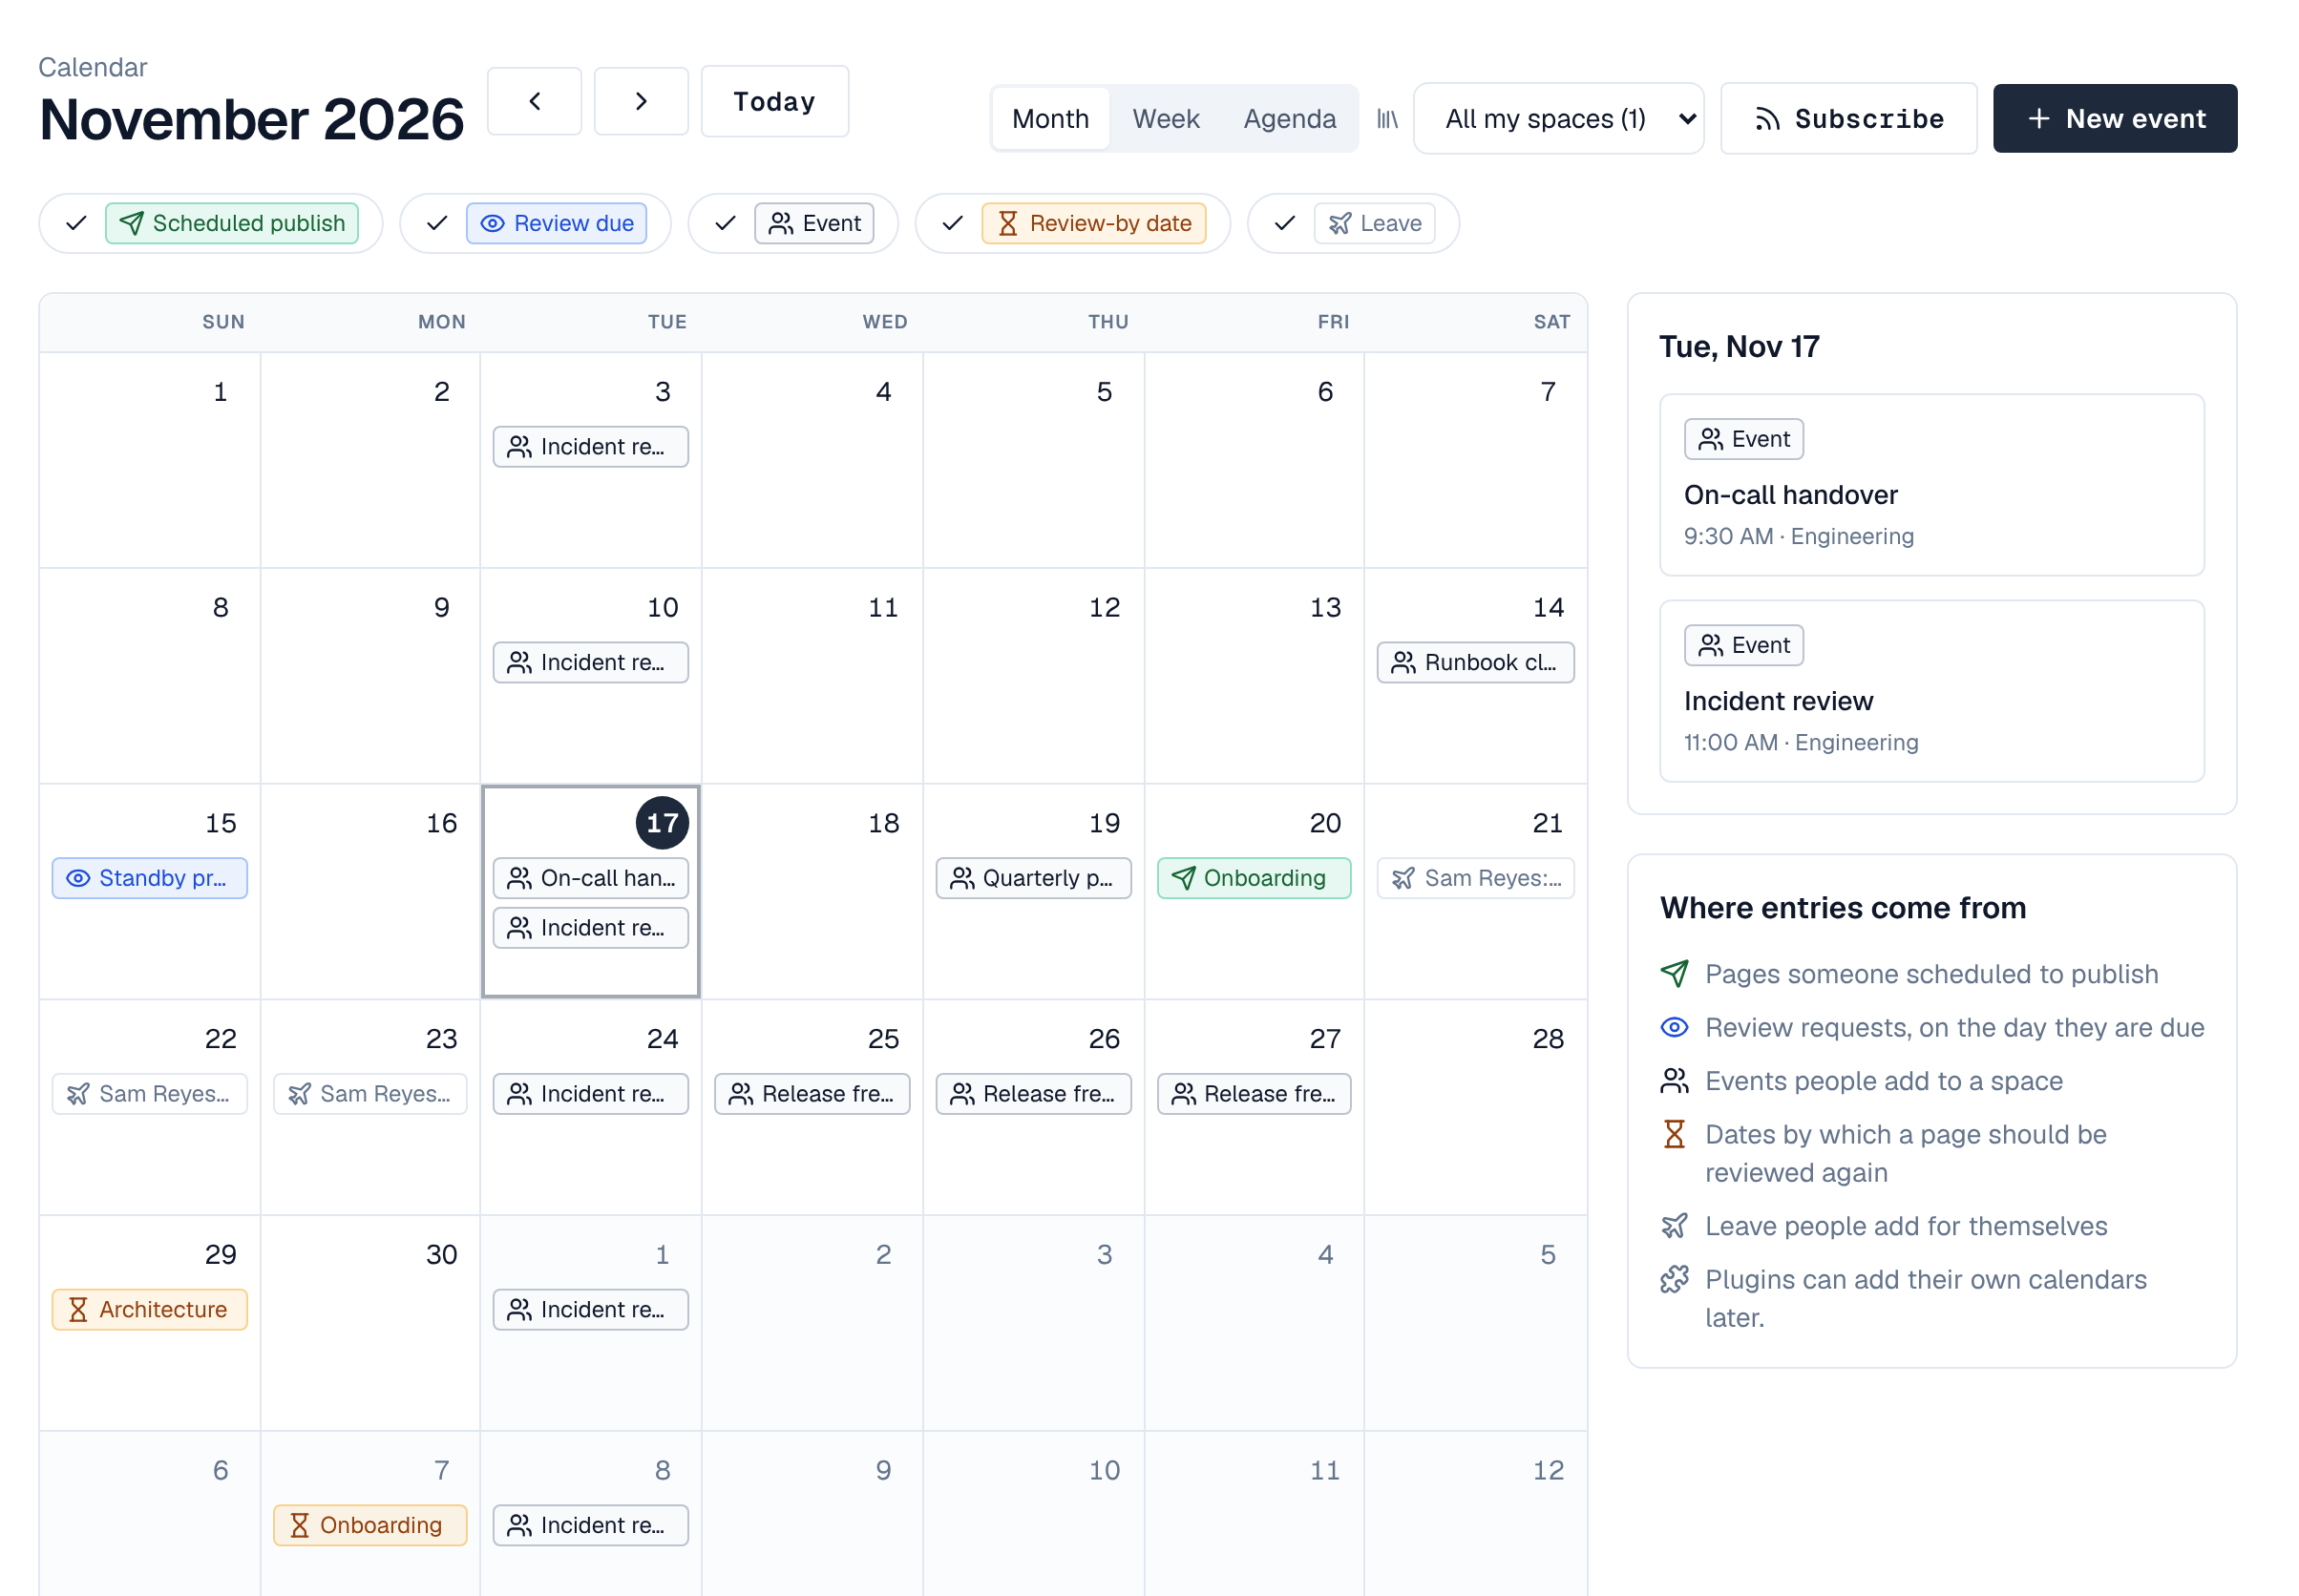 Calendar
November 2026
Today
Month Week Agenda All my spaces (1) Subscribe New event
Scheduled publish Review due Event Review-by date Leave
SUN MON TUE WED THU FRI SAT
1 2 3 4 5 6 7
Incident re...
8 9 10 11 12 13 14
Incident re... Runbook cl...
15 16 17 18 19 20 21
Standby pr... On-call han... Quarterly p... Onboarding Sam Reyes:...
Incident re...
22 23 24 25 26 27 28
Sam Reyes... Sam Reyes... Incident re... Release fre... Release fre... Release fre...
29 30 1 2 3 4 5
Architecture Incident re...
6 7 8 9 10 11 12
Onboarding Incident re...
Tue, Nov 17
Event
On-call handover
9:30 AM · Engineering
Event
Incident review
11:00 AM · Engineering
Where entries come from
Pages someone scheduled to publish
Review requests, on the day they are due
Events people add to a space
Dates by which a page should be
reviewed again
Leave people add for themselves
Plugins can add their own calendars
later.